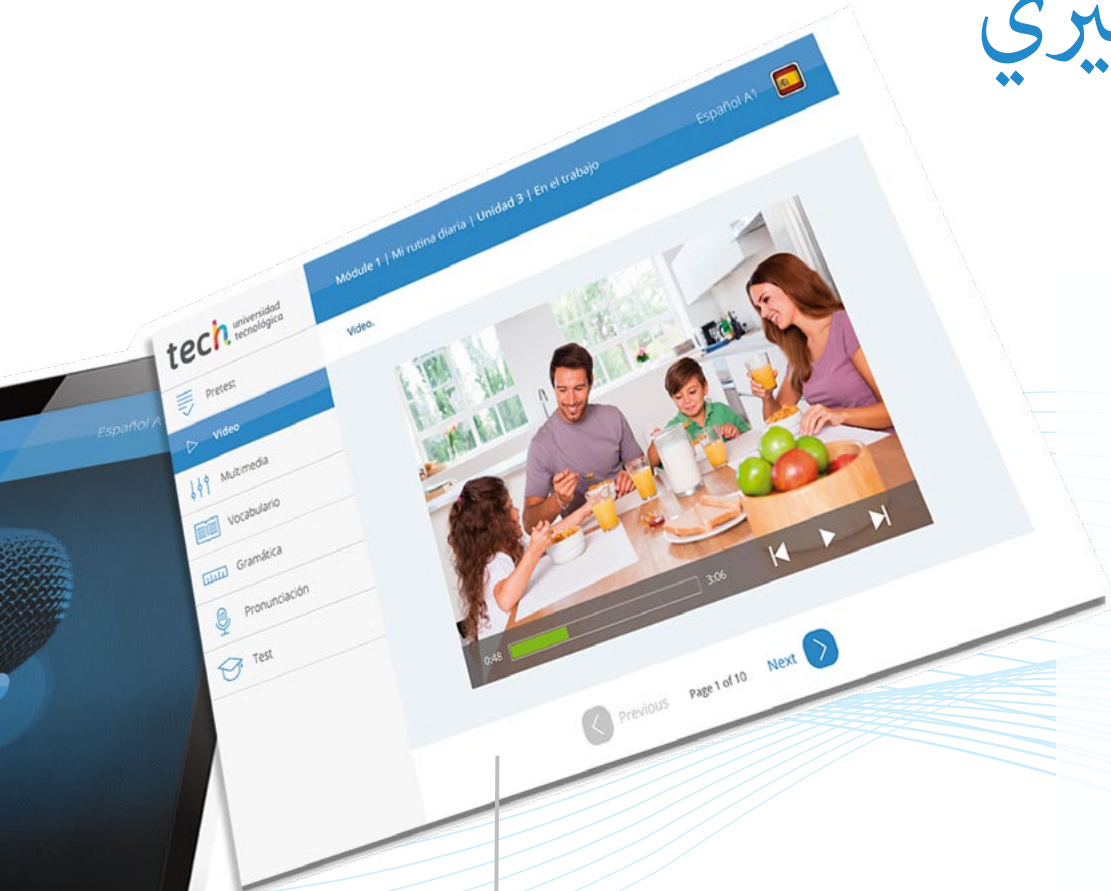 Español A1
Módule 1 | Mi rutina diaria | Unidad 3 | En el trabajo
tech universidad
tecnológica
Pretest
Video
Multimedia
Vocabulario
Gramática
Pronunciación
Test
Video.
0:48
3:06
Previous
Page 1 of 10
Next
Español A